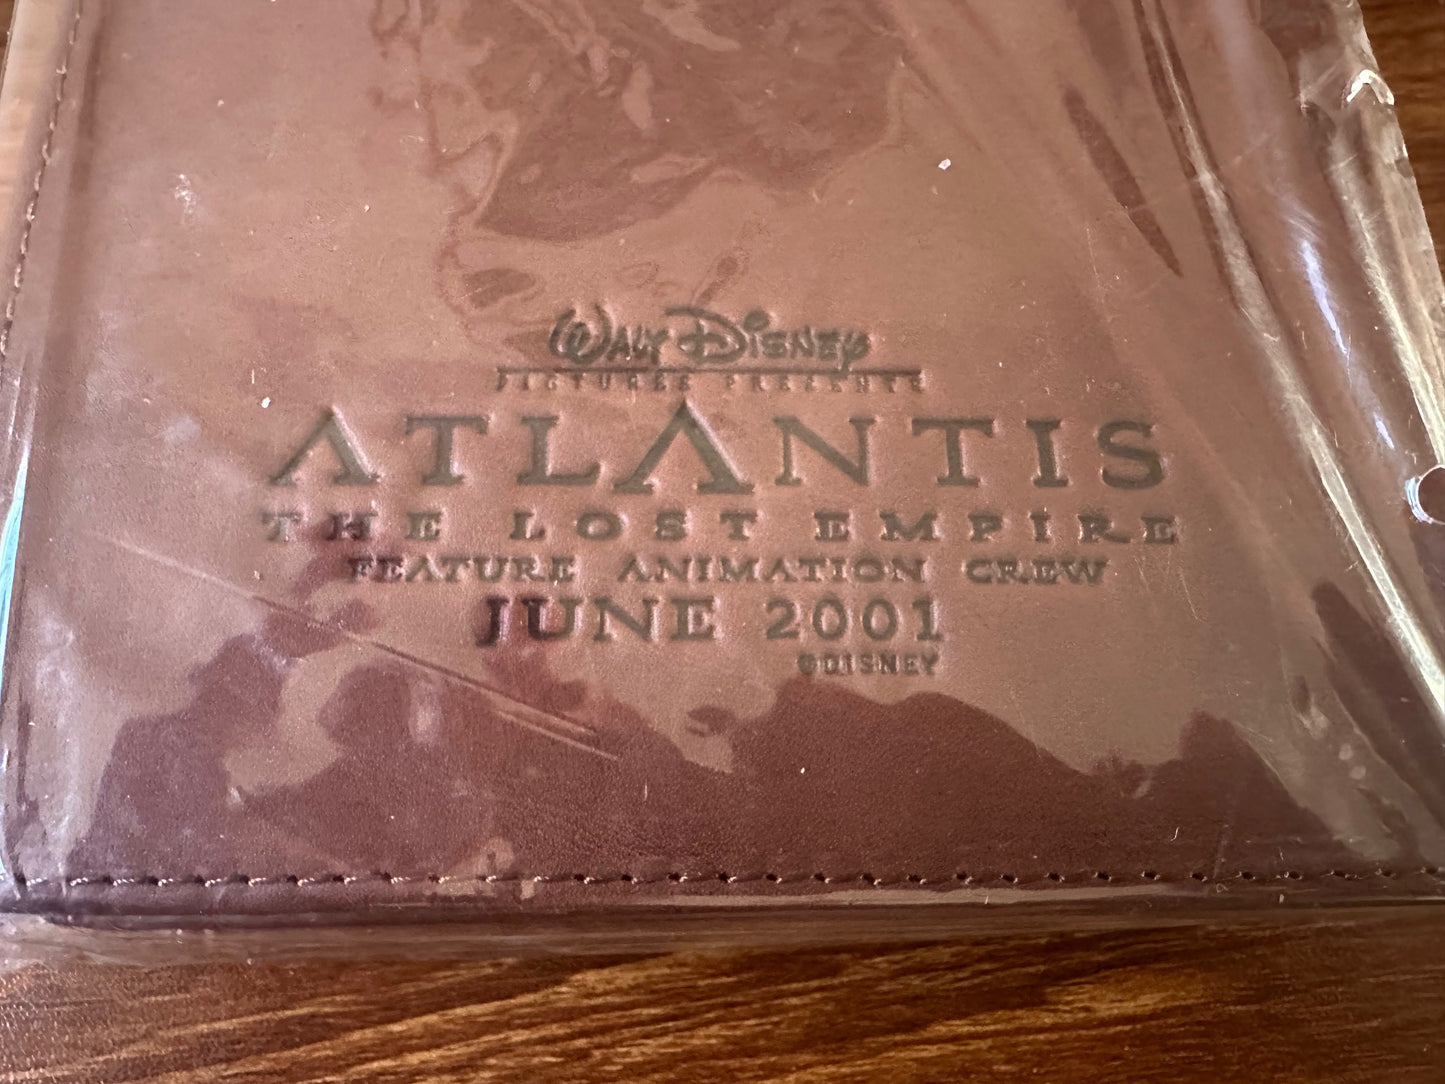 WALT DISNEY
PICTURES PRESENTS
ATLANTIS
THE LOST EMPIRE
FEATURE ANIMATION CREW
JUNE 2001
©DISNEY